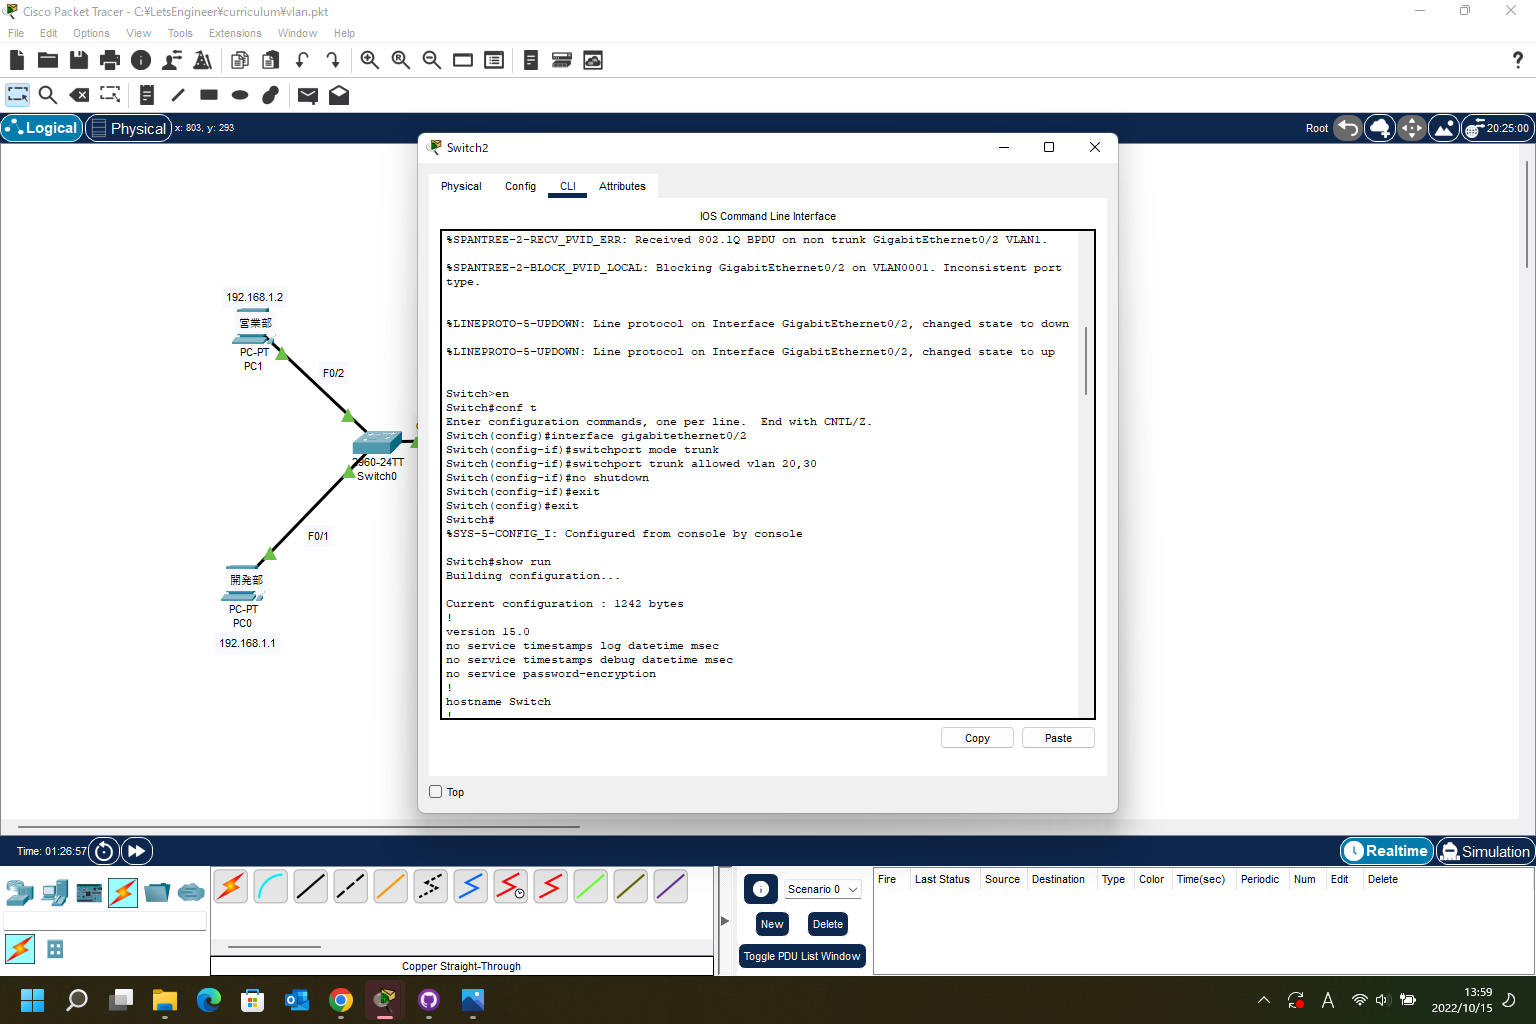 Cisco Packet Tracer - C:¥LetsEngineer¥curriculum¥vlan.pkt
File Edit Options View Tools Extensions Window Help
?
Logical Physical x: 803, y: 293 Root 20:25:00
Switch2
Physical Config CLI Attributes
IOS Command Line Interface
%SPANTREE-2-RECV_PVID_ERR: Received 802.1Q BPDU on non trunk GigabitEthernet0/2 VLAN1.
%SPANTREE-2-BLOCK_PVID_LOCAL: Blocking GigabitEthernet0/2 on VLAN0001. Inconsistent port
type.
%LINEPROTO-5-UPDOWN: Line protocol on Interface GigabitEthernet0/2, changed state to down
%LINEPROTO-5-UPDOWN: Line protocol on Interface GigabitEthernet0/2, changed state to up
Switch>en
Switch#conf t
Enter configuration commands, one per line.  End with CNTL/Z.
Switch(config)#interface gigabitethernet0/2
Switch(config-if)#switchport mode trunk
Switch(config-if)#switchport trunk allowed vlan 20,30
Switch(config-if)#no shutdown
Switch(config-if)#exit
Switch(config)#exit
Switch#
%SYS-5-CONFIG_I: Configured from console by console
Switch#show run
Building configuration...
Current configuration : 1242 bytes
!
version 15.0
no service timestamps log datetime msec
no service timestamps debug datetime msec
no service password-encryption
!
hostname Switch
!
Copy Paste
Top
192.168.1.2
営業部
PC-PT
PC1
F0/2
2960-24TT
Switch0
F0/1
開発部
PC-PT
PC0
192.168.1.1
Time: 01:26:57 Realtime Simulation
Scenario 0
New Delete
Toggle PDU List Window
Fire Last Status Source Destination Type Color Time(sec) Periodic Num Edit Delete
Copper Straight-Through
A 13:59
2022/10/15